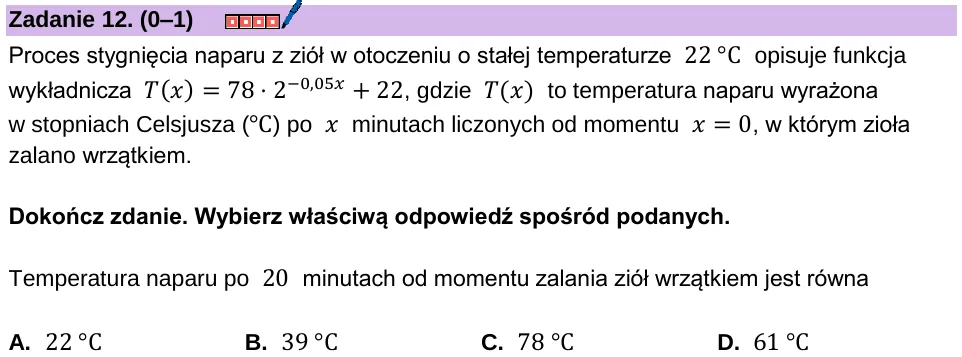 Zadanie 12. (0–1)
Proces stygnięcia naparu z ziół w otoczeniu o stałej temperaturze 22 °C opisuje funkcja
wykładnicza T(x) = 78 · 2^{−0,05x} + 22, gdzie T(x) to temperatura naparu wyrażona
w stopniach Celsjusza (°C) po x minutach liczonych od momentu x = 0, w którym zioła
zalano wrzątkiem.
Dokończ zdanie. Wybierz właściwą odpowiedź spośród podanych.
Temperatura naparu po 20 minutach od momentu zalania ziół wrzątkiem jest równa
A. 22 °C B. 39 °C C. 78 °C D. 61 °C